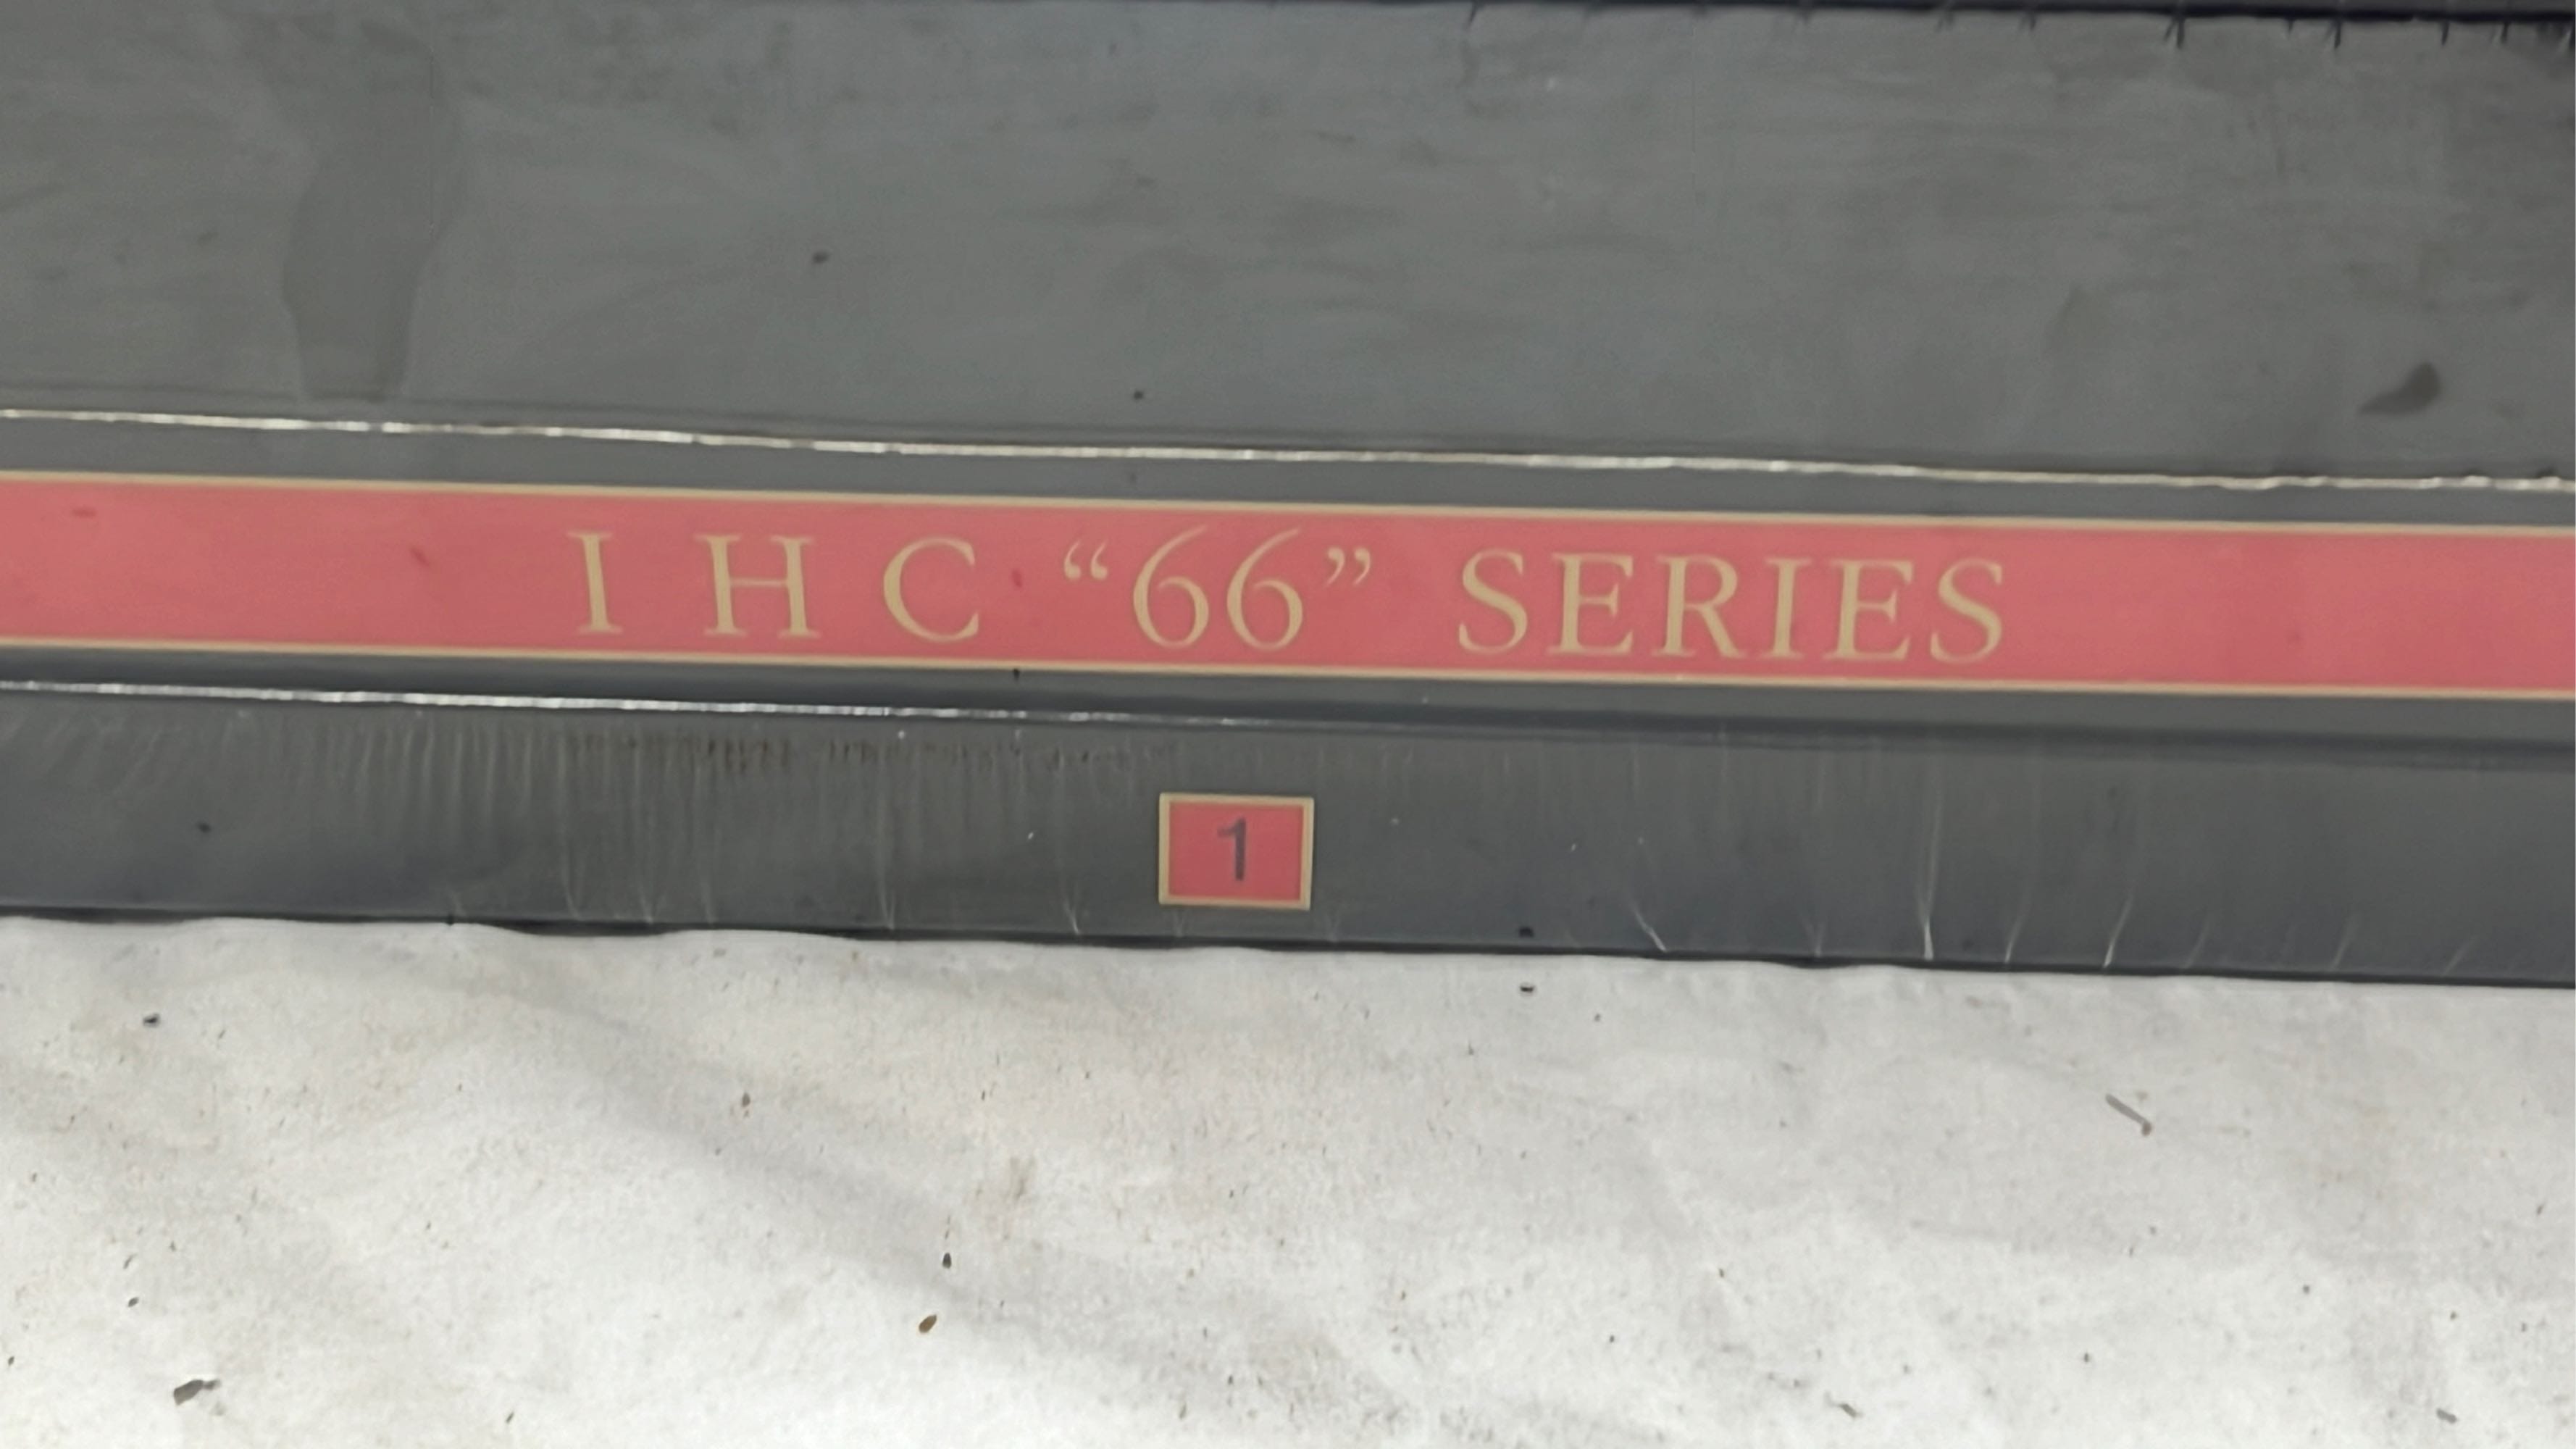 I H C “66” SERIES
1